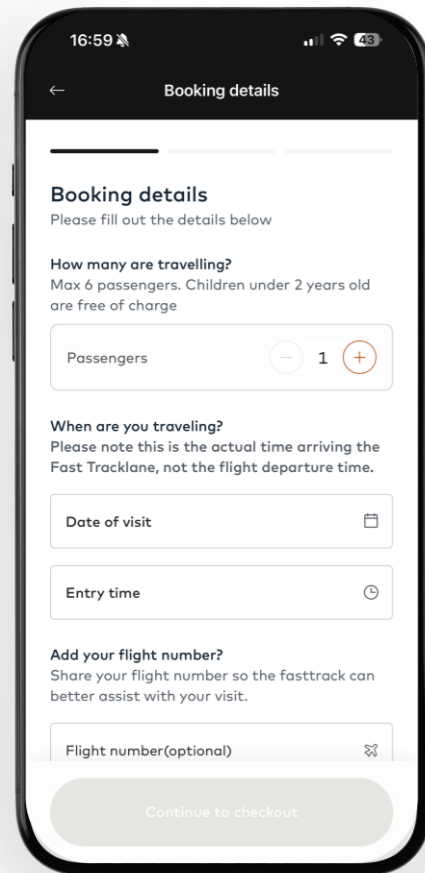 16:59
43
Booking details
Booking details
Please fill out the details below
How many are travelling?
Max 6 passengers. Children under 2 years old
are free of charge
Passengers
1
When are you traveling?
Please note this is the actual time arriving the
Fast Tracklane, not the flight departure time.
Date of visit
Entry time
Add your flight number?
Share your flight number so the fasttrack can
better assist with your visit.
Flight number(optional)
Continue to checkout